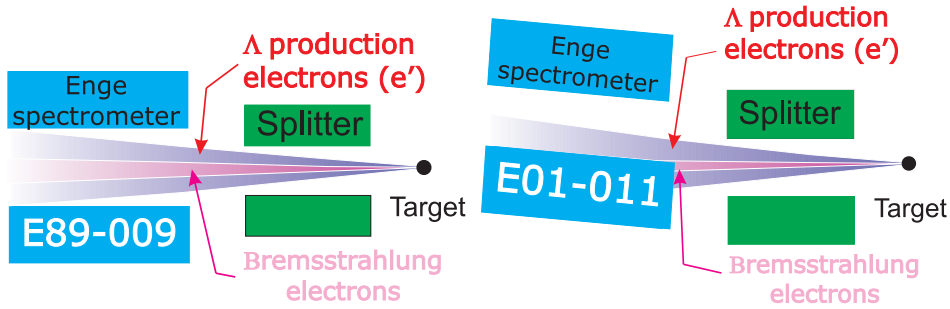 Λ production
electrons (e’)
Enge
spectrometer
Splitter
E89-009
Target
Bremsstrahlung
electrons
Λ production
electrons (e’)
Enge
spectrometer
Splitter
E01-011
Target
Bremsstrahlung
electrons